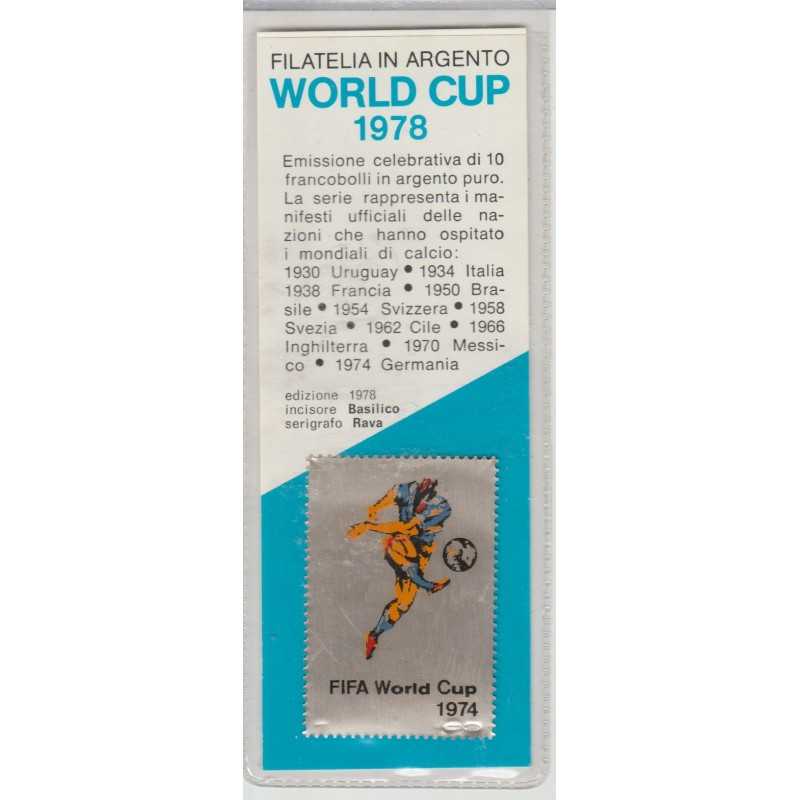 FILATELIA IN ARGENTO
WORLD CUP
1978
Emissione celebrativa di 10
francobolli in argento puro.
La serie rappresenta i ma-
nifesti ufficiali delle na-
zioni che hanno ospitato
i mondiali di calcio:
1930 Uruguay • 1934 Italia
1938 Francia • 1950 Bra-
sile • 1954 Svizzera • 1958
Svezia • 1962 Cile • 1966
Inghilterra • 1970 Messi-
co • 1974 Germania
edizione 1978
incisore Basilico
serigrafo Rava
FIFA World Cup
1974